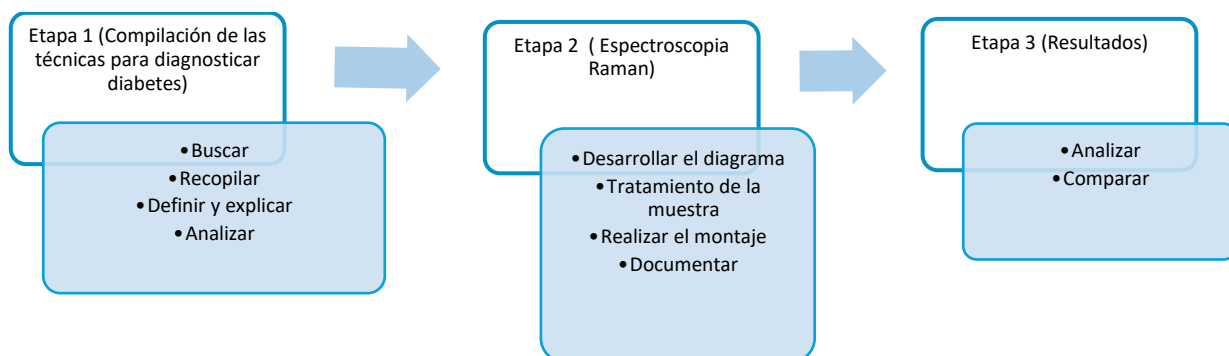 Etapa 1 (Compilación de las
técnicas para diagnosticar
diabetes)
•Buscar
•Recopilar
•Definir y explicar
•Analizar
Etapa 2 ( Espectroscopia
Raman)
•Desarrollar el diagrama
•Tratamiento de la
muestra
•Realizar el montaje
•Documentar
Etapa 3 (Resultados)
•Analizar
•Comparar